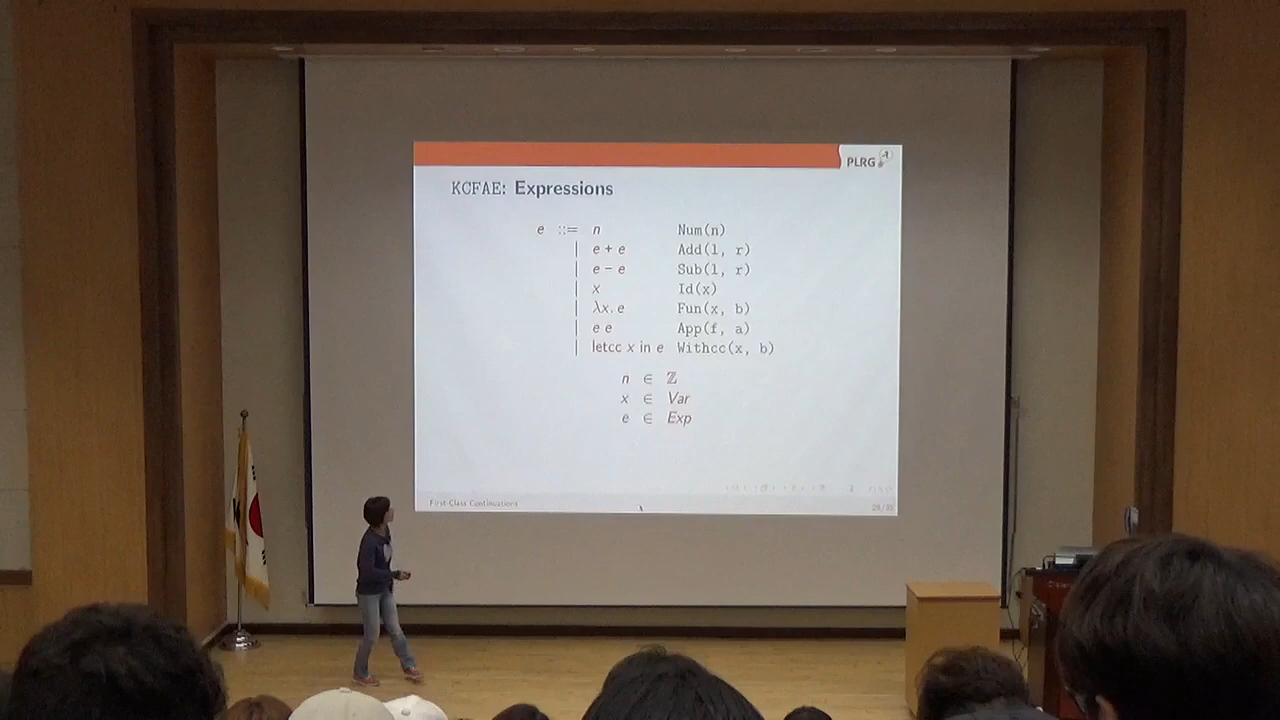 PLRG
KCFAE: Expressions
e ::= n Num(n)
| e + e Add(l, r)
| e − e Sub(l, r)
| x Id(x)
| λx. e Fun(x, b)
| e e App(f, a)
| letcc x in e Withcc(x, b)
n ∈ ℤ
x ∈ Var
e ∈ Exp
First-Class Continuations